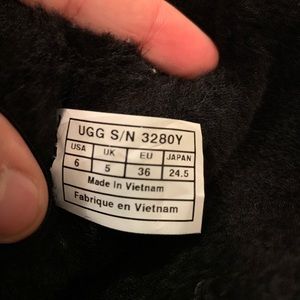 UGG S/N 3280Y
USA UK EU JAPAN
6 5 36 24.5
Made in Vietnam
Fabrique en Vietnam